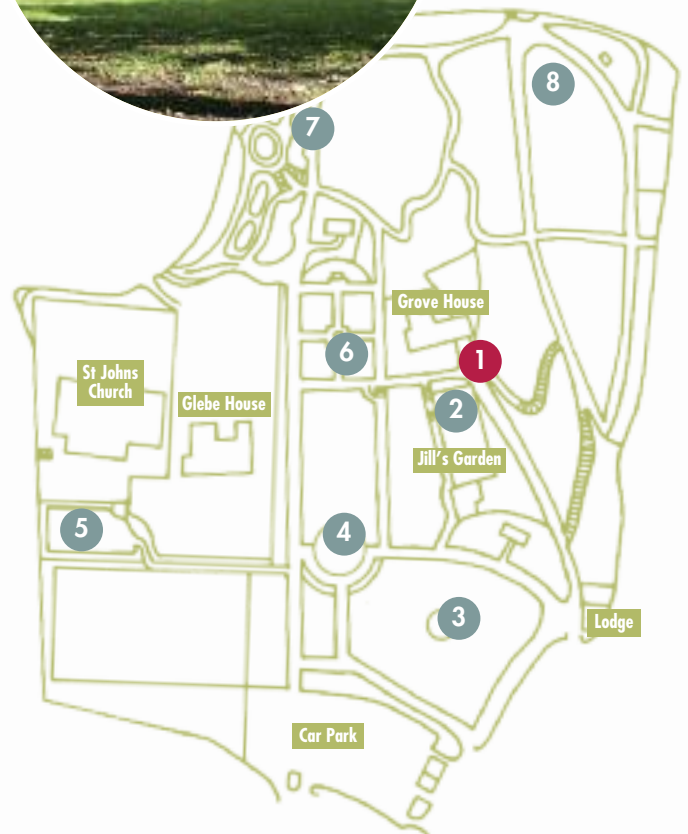 8
7
Grove House
6
1
St Johns
Church
Glebe House
2
Jill's Garden
5
4
3
Lodge
Car Park